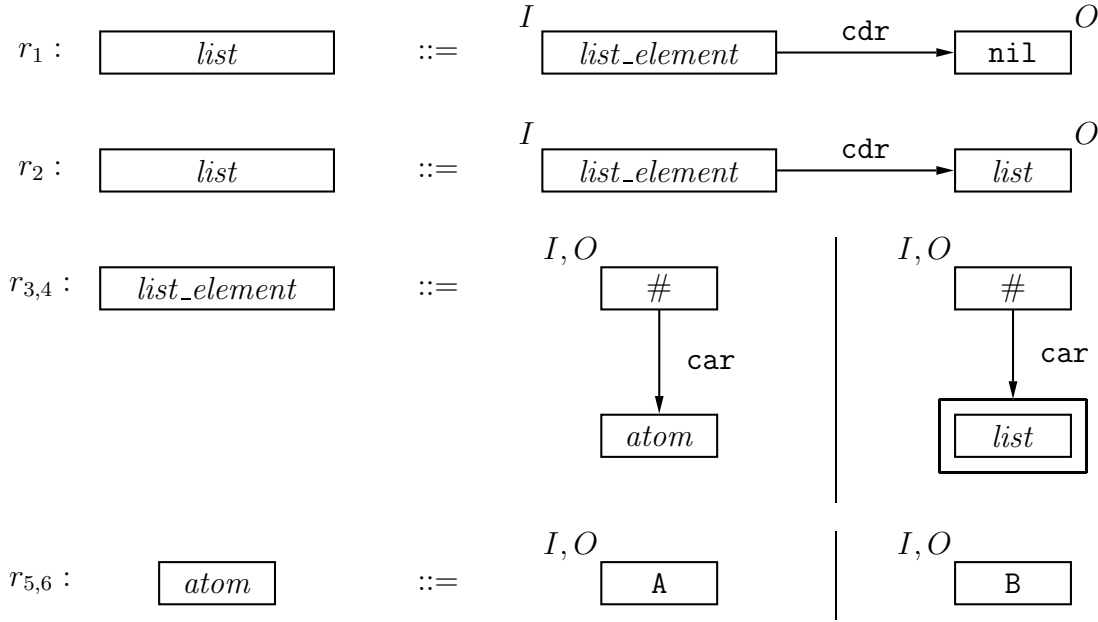 I O
r1 : list ::= list_element cdr nil
I O
r2 : list ::= list_element cdr list
I, O I, O
r3,4 : list_element ::= # #
car car
atom list
I, O I, O
r5,6 : atom ::= A B